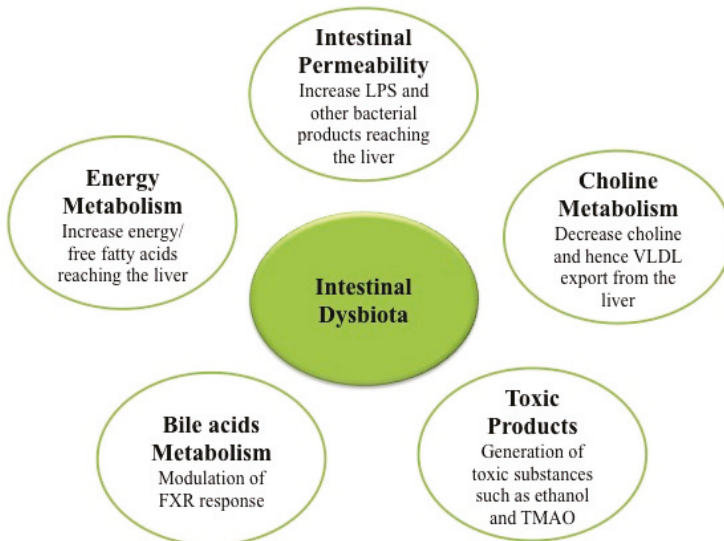 Intestinal
Permeability
Increase LPS and
other bacterial
products reaching
the liver
Energy
Metabolism
Increase energy/
free fatty acids
reaching the liver
Choline
Metabolism
Decrease choline
and hence VLDL
export from the
liver
Intestinal
Dysbiota
Bile acids
Metabolism
Modulation of
FXR response
Toxic
Products
Generation of
toxic substances
such as ethanol
and TMAO